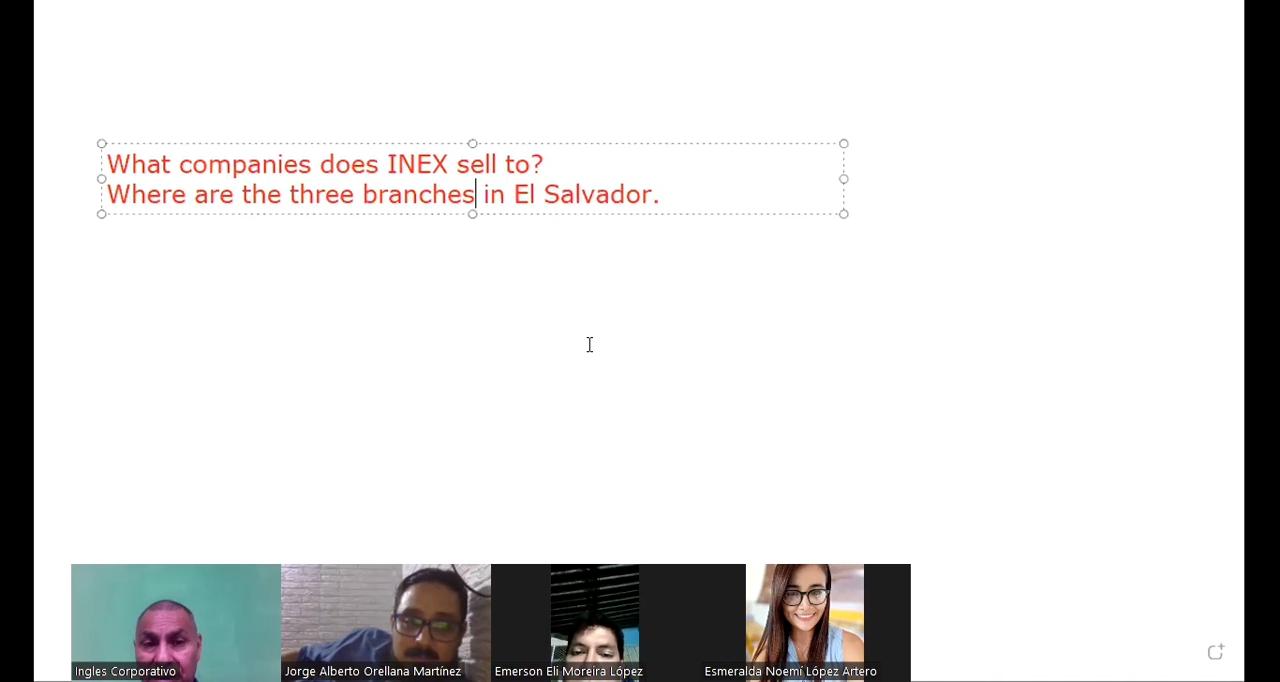 What companies does INEX sell to?
Where are the three branches in El Salvador.
Ingles Corporativo
Jorge Alberto Orellana Martínez
Emerson Eli Moreira López
Esmeralda Noemí López Artero